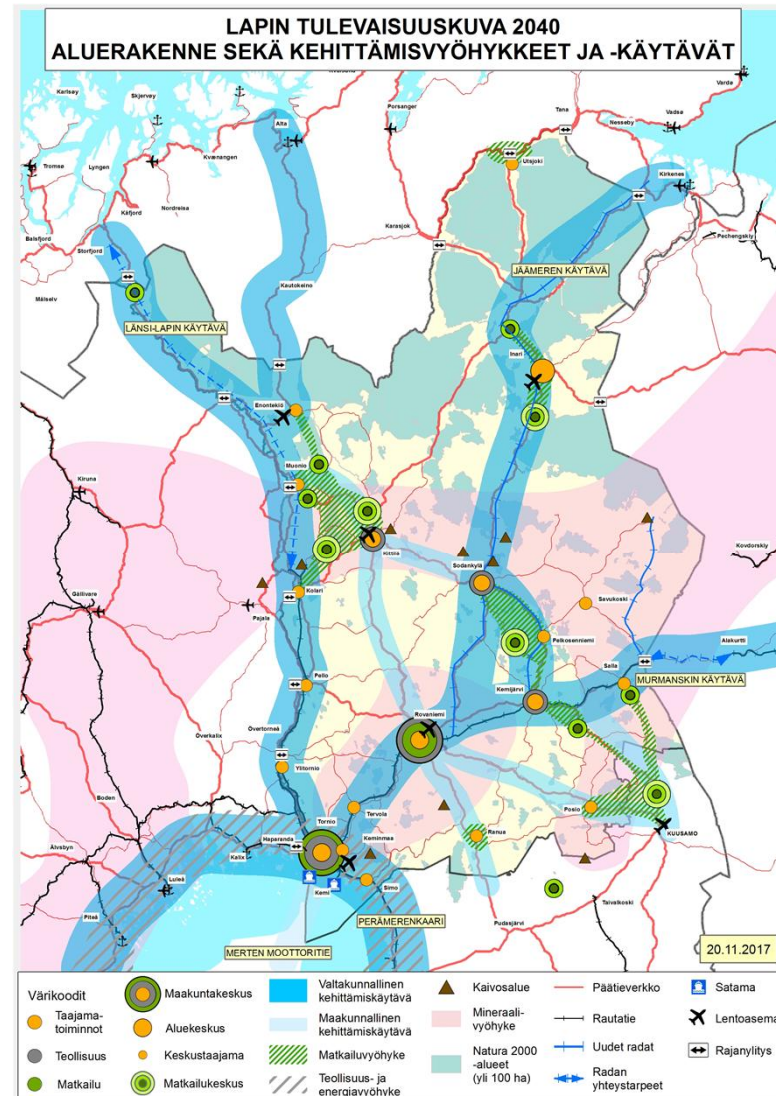 LAPIN TULEVAISUUSKUVA 2040
ALUERAKENNE SEKÄ KEHITTÄMISVYÖHYKKEET JA -KÄYTÄVÄT
Karlsøy
Skjervøy
Alta
Porsanger
Tana
Nesseby
Vadsø
Vardø
Tromsø
Lyngen
Kvænangen
Utsjoki
Kirkenes
Nordreisa
Kåfjord
Balsfjord
Storfjord
Karasjok
Pechengskiy
Målselv
Kautokeino
JÄÄMEREN KÄYTÄVÄ
LÄNSI-LAPIN KÄYTÄVÄ
Inari
Enontekiö
Muonio
Kiruna
Kittilä
Sodankylä
Kovdorskiy
Gällivare
Kolari
Pajala
Savukoski
Pelkosenniemi
Alakurtti
Salla
MURMANSKIN KÄYTÄVÄ
Pello
Kemijärvi
Rovaniemi
Övertorneå
Överkalix
Ylitornio
Boden
Tervola
Posio
Tornio
KUUSAMO
Älvsbyn
Haparanda
Keminmaa
Ranua
Kalix
Luleå
Kemi
Simo
Taivalkoski
Piteå
PERÄMERENKAARI
Pudasjärvi
MERTEN MOOTTORITIE
20.11.2017
Värikoodit
Taajama-
toiminnot
Teollisuus
Matkailu
Maakuntakeskus
Aluekeskus
Keskustaajama
Matkailukeskus
Valtakunnallinen
kehittämiskäytävä
Maakunnallinen
kehittämiskäytävä
Matkailuvyöhyke
Teollisuus- ja
energiavyöhyke
Kaivosalue
Mineraali-
vyöhyke
Natura 2000
-alueet
(yli 100 ha)
Päätieverkko
Rautatie
Uudet radat
Radan
yhteystarpeet
Satama
Lentoasema
Rajanylitys